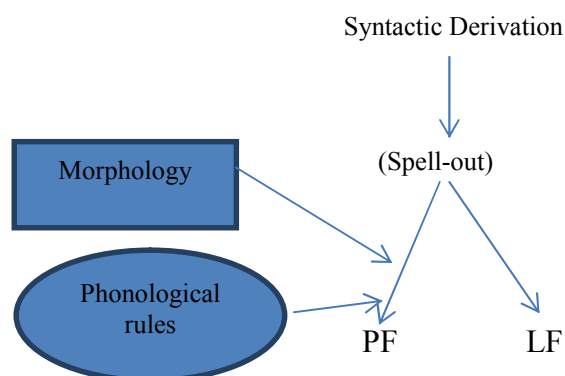 Syntactic Derivation
(Spell-out)
Morphology
Phonological
rules
PF
LF